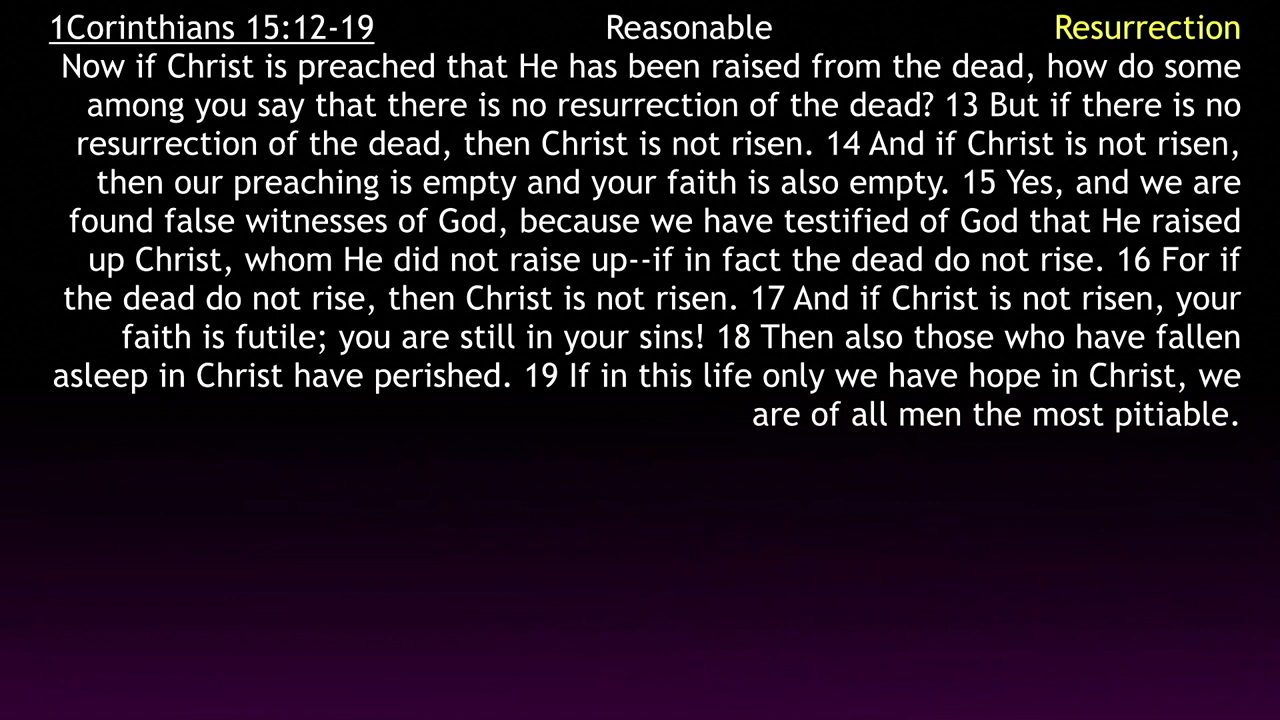 1Corinthians 15:12-19 Reasonable Resurrection
Now if Christ is preached that He has been raised from the dead, how do some
among you say that there is no resurrection of the dead? 13 But if there is no
resurrection of the dead, then Christ is not risen. 14 And if Christ is not risen,
then our preaching is empty and your faith is also empty. 15 Yes, and we are
found false witnesses of God, because we have testified of God that He raised
up Christ, whom He did not raise up--if in fact the dead do not rise. 16 For if
the dead do not rise, then Christ is not risen. 17 And if Christ is not risen, your
faith is futile; you are still in your sins! 18 Then also those who have fallen
asleep in Christ have perished. 19 If in this life only we have hope in Christ, we
are of all men the most pitiable.